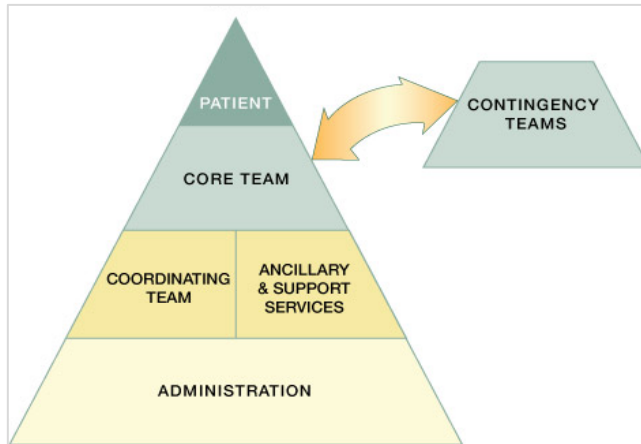 PATIENT
CONTINGENCY
TEAMS
CORE TEAM
COORDINATING
TEAM
ANCILLARY
& SUPPORT
SERVICES
ADMINISTRATION